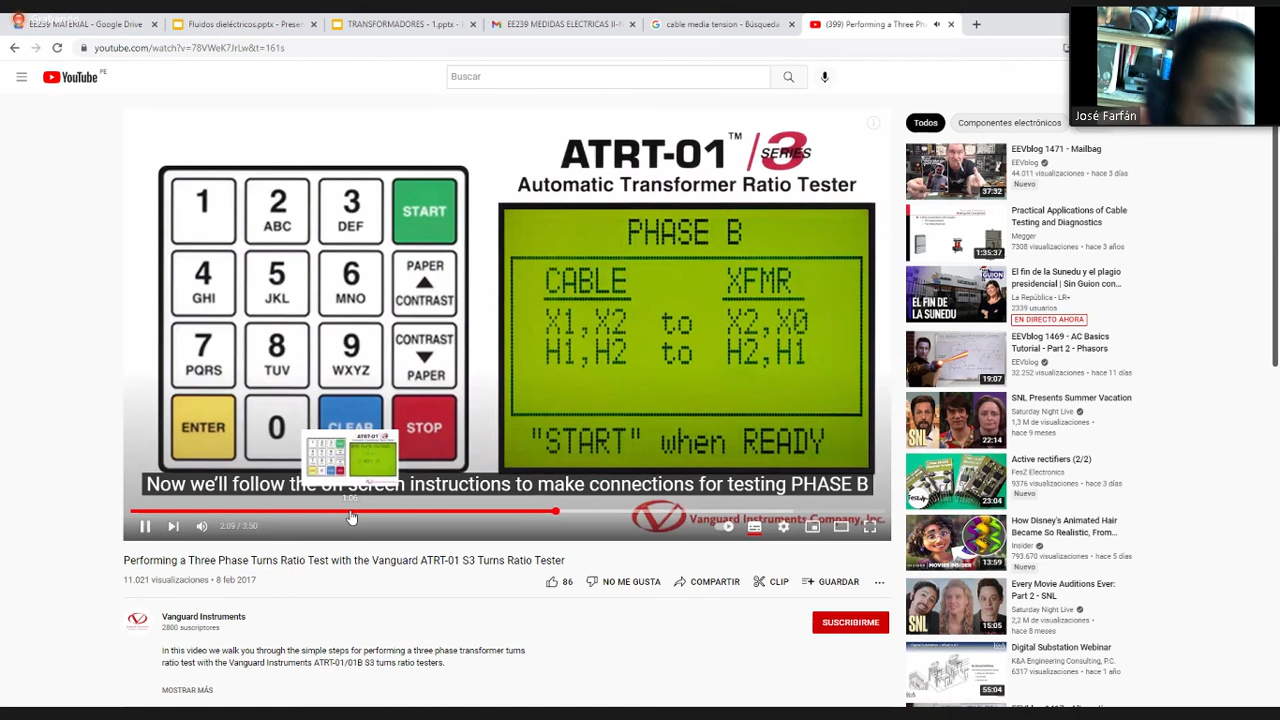 EE239 MATERIAL - Google Drive
Fluidos dieléctricos.pptx - Presen
TRANSFORMADORES - 1.pptx - 
EE233 MEDIDAS ELECTRICAS II-N
cable media tension - Búsqueda
(399) Performing a Three Ph
youtube.com/watch?v=78VWeK7JrLw&t=161s
YouTube PE
Buscar
José Farfán
ATRT-01™/3 SERIES
Automatic Transformer Ratio Tester
1 2 ABC 3 DEF START
4 GHI 5 JKL 6 MNO PAPER CONTRAST
7 PQRS 8 TUV 9 WXYZ CONTRAST PAPER
ENTER 0 CLEAR STOP
PHASE B
CABLE XFMR
X1,X2 to X2,X0
H1,H2 to H2,H1
"START" when READY
Now we'll follow the on-screen instructions to make connections for testing PHASE B
1:06
2:09 / 3:50
Vanguard Instruments Company, Inc.
Performing a Three Phase Turns Ratio Test with the Vanguard ATRT-01 S3 Turns Ratio Tester
11.021 visualizaciones • 8 feb 2017
86 NO ME GUSTA COMPARTIR CLIP GUARDAR ...
Vanguard Instruments
2800 suscriptores
SUSCRIBIRME
In this video we walk you through the simple steps for performing a three phase transformer turns
ratio test with the Vanguard Instruments ATRT-01/01B S3 turns ratio testers.
MOSTRAR MÁS
Todos
Componentes electrónicos
EEVblog 1471 - Mailbag
EEVblog
44.011 visualizaciones • hace 3 días
Nuevo
37:32
Practical Applications of Cable
Testing and Diagnostics
Megger
7308 visualizaciones • hace 3 años
1:35:37
El fin de la Sunedu y el plagio
presidencial | Sin Guion con...
La República - LR+
2339 usuarios
EN DIRECTO AHORA
EL FIN DE
LA SUNEDU
GUION
EEVblog 1469 - AC Basics
Tutorial - Part 2 - Phasors
EEVblog
32.252 visualizaciones • hace 11 días
19:07
SNL Presents Summer Vacation
Saturday Night Live
1,3 M de visualizaciones •
hace 9 meses
22:14
Active rectifiers (2/2)
FesZ Electronics
9376 visualizaciones • hace 3 días
Nuevo
23:04
How Disney's Animated Hair
Became So Realistic, From...
Insider
793.670 visualizaciones • hace 5 días
Nuevo
13:59
Every Movie Auditions Ever:
Part 2 - SNL
Saturday Night Live
2,2 M de visualizaciones •
hace 8 meses
15:05
Digital Substation Webinar
K&A Engineering Consulting, P.C.
6317 visualizaciones • hace 1 año
55:04